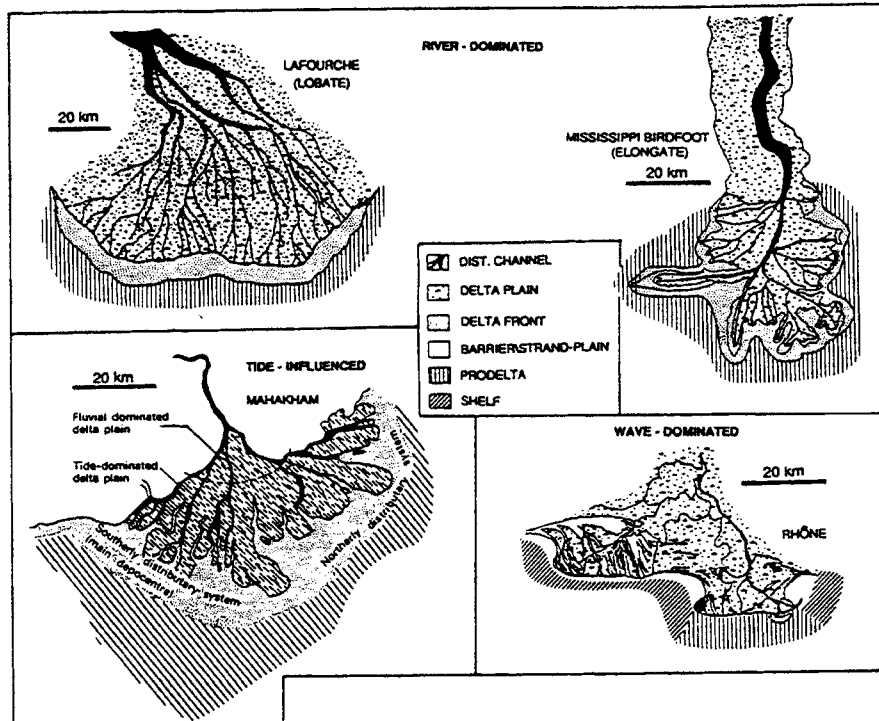 RIVER - DOMINATED
LAFOURCHE
(LOBATE)
20 km
MISSISSIPPI BIRDFOOT
(ELONGATE)
20 km
DIST. CHANNEL
DELTA PLAIN
DELTA FRONT
BARRIER\STRAND-PLAIN
PRODELTA
SHELF
20 km
TIDE - INFLUENCED
MAHAKHAM
Fluvial dominated
delta plain
Tide-dominated
delta plain
Southerly distributary system
(main depocentre)
Northerly distributary system
WAVE - DOMINATED
20 km
RHÔNE